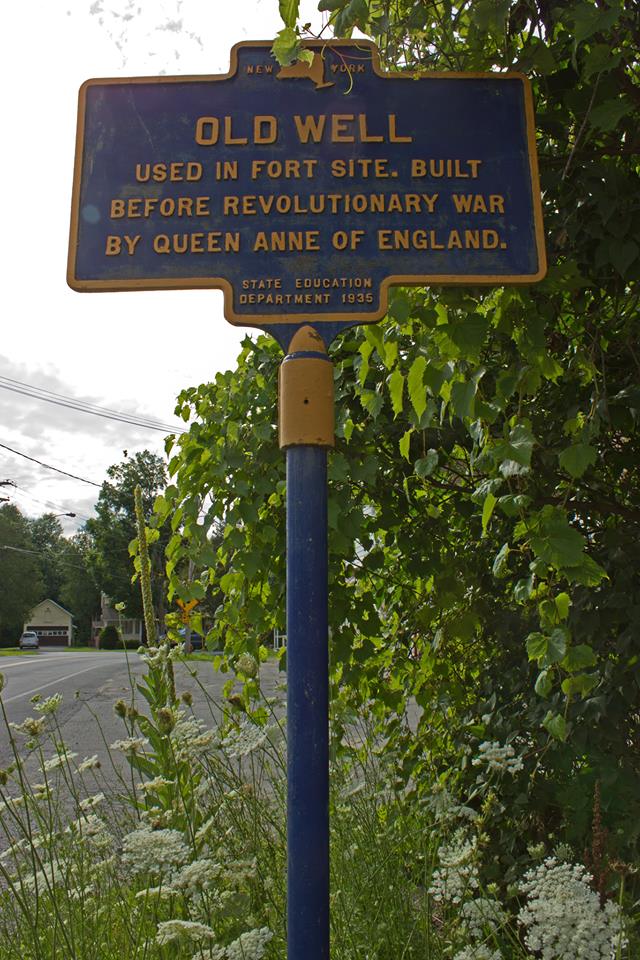 NEW YORK
OLD WELL
USED IN FORT SITE. BUILT
BEFORE REVOLUTIONARY WAR
BY QUEEN ANNE OF ENGLAND.
STATE EDUCATION
DEPARTMENT 1935